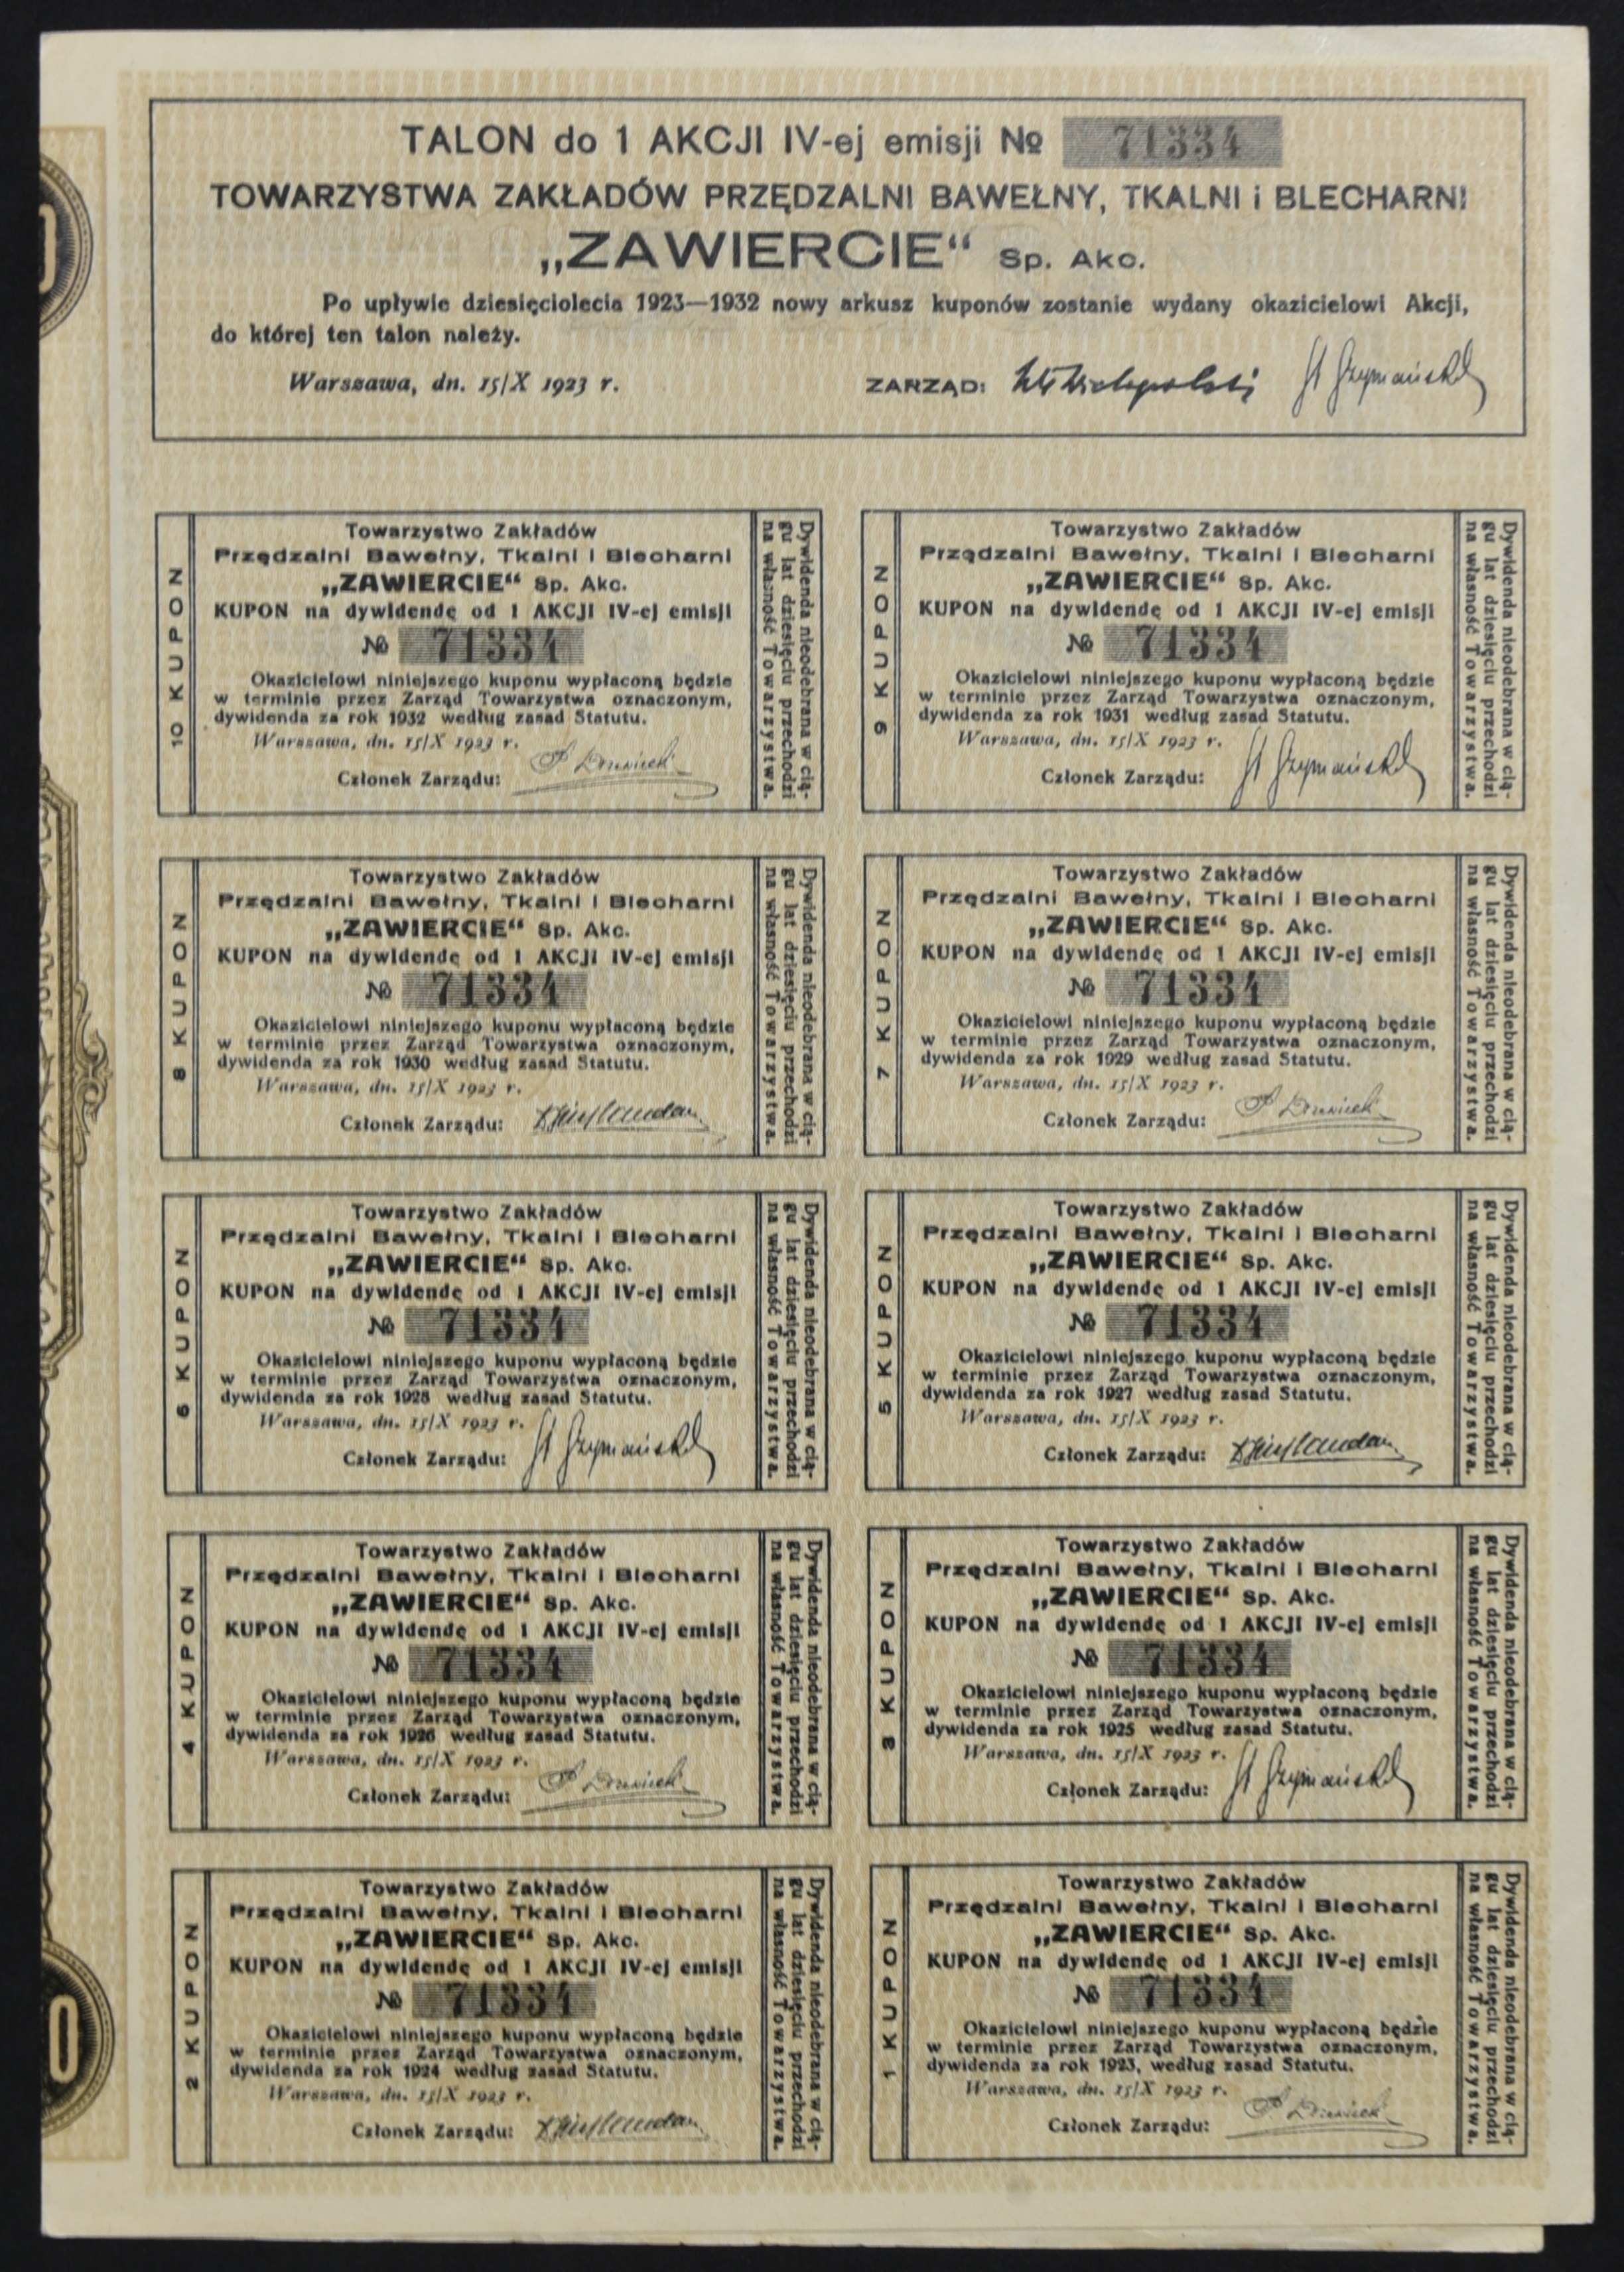 TALON do 1 AKCJI IV-ej emisji № 71334
TOWARZYSTWA ZAKŁADÓW PRZĘDZALNI BAWEŁNY, TKALNI i BLECHARNI
„ZAWIERCIE“ Sp. Akc.
Po upływie dziesięciolecia 1923—1932 nowy arkusz kuponów zostanie wydany okazicielowi Akcji,
do której ten talon należy.
Warszawa, dn. 15/X 1923 r.
ZARZĄD:
10 KUPON
Towarzystwo Zakładów
Przędzalni Bawełny, Tkalni i Blecharni
„ZAWIERCIE“ Sp. Akc.
KUPON na dywidendę od 1 AKCJI IV-ej emisji
№ 71334
Okazicielowi niniejszego kuponu wypłaconą będzie
w terminie przez Zarząd Towarzystwa oznaczonym,
dywidenda za rok 1932 według zasad Statutu.
Warszawa, dn. 15/X 1923 r.
Członek Zarządu:
Dywidenda nieodebrana w cią-
gu lat dziesięciu przechodzi
na własność Towarzystwa.
9 KUPON
Towarzystwo Zakładów
Prządzalni Bawełny, Tkalni i Blecharni
„ZAWIERCIE“ Sp. Akc.
KUPON na dywidendę od 1 AKCJI IV-ej emisji
№ 71334
Okazicielowi niniejszego kuponu wypłaconą będzie
w terminie przez Zarząd Towarzystwa oznaczonym,
dywidenda za rok 1931 według zasad Statutu.
Warszawa, dn. 15/X 1923 r.
Członek Zarządu:
Dywidenda nieodebrana w cią-
gu lat dziesięciu przechodzi
na własność Towarzystwa.
8 KUPON
Towarzystwo Zakładów
Przędzalni Bawełny, Tkalni i Blecharni
„ZAWIERCIE“ Sp. Akc.
KUPON na dywidendę od 1 AKCJI IV-ej emisji
№ 71334
Okazicielowi niniejszego kuponu wypłaconą będzie
w terminie przez Zarząd Towarzystwa oznaczonym,
dywidenda za rok 1930 według zasad Statutu.
Warszawa, dn. 15/X 1923 r.
Członek Zarządu:
Dywidenda nieodebrana w cią-
gu lat dziesięciu przechodzi
na własność Towarzystwa.
7 KUPON
Towarzystwo Zakładów
Przędzalni Bawełny, Tkalni i Blecharni
„ZAWIERCIE“ Sp. Akc.
KUPON na dywidendę od 1 AKCJI IV-ej emisji
№ 71334
Okazicielowi niniejszego kuponu wypłaconą będzie
w terminie przez Zarząd Towarzystwa oznaczonym,
dywidenda za rok 1929 według zasad Statutu.
Warszawa, dn. 15/X 1923 r.
Członek Zarządu:
Dywidenda nieodebrana w cią-
gu lat dziesięciu przechodzi
na własność Towarzystwa.
6 KUPON
Towarzystwo Zakładów
Przędzalni Bawełny, Tkalni i Blecharni
„ZAWIERCIE“ Sp. Akc.
KUPON na dywidendę od 1 AKCJI IV-ej emisji
№ 71334
Okazicielowi niniejszego kuponu wypłaconą będzie
w terminie przez Zarząd Towarzystwa oznaczonym,
dywidenda za rok 1928 według zasad Statutu.
Warszawa, dn. 15/X 1923 r.
Członek Zarządu:
Dywidenda nieodebrana w cią-
gu lat dziesięciu przechodzi
na własność Towarzystwa.
5 KUPON
Towarzystwo Zakładów
Przędzalni Bawełny, Tkalni i Blecharni
„ZAWIERCIE“ Sp. Akc.
KUPON na dywidendę od 1 AKCJI IV-ej emisji
№ 71334
Okazicielowi niniejszego kuponu wypłaconą będzie
w terminie przez Zarząd Towarzystwa oznaczonym,
dywidenda za rok 1927 według zasad Statutu.
Warszawa, dn. 15/X 1923 r.
Członek Zarządu:
Dywidenda nieodebrana w cią-
gu lat dziesięciu przechodzi
na własność Towarzystwa.
4 KUPON
Towarzystwo Zakładów
Przędzalni Bawełny, Tkalni i Blecharni
„ZAWIERCIE“ Sp. Akc.
KUPON na dywidendę od 1 AKCJI IV-ej emisji
№ 71334
Okazicielowi niniejszego kuponu wypłaconą będzie
w terminie przez Zarząd Towarzystwa oznaczonym,
dywidenda za rok 1926 według zasad Statutu.
Warszawa, dn. 15/X 1923 r.
Członek Zarządu:
Dywidenda nieodebrana w cią-
gu lat dziesięciu przechodzi
na własność Towarzystwa.
3 KUPON
Towarzystwo Zakładów
Przędzalni Bawełny, Tkalni i Blecharni
„ZAWIERCIE“ Sp. Akc.
KUPON na dywidendę od 1 AKCJI IV-ej emisji
№ 71334
Okazicielowi niniejszego kuponu wypłaconą będzie
w terminie przez Zarząd Towarzystwa oznaczonym,
dywidenda za rok 1925 według zasad Statutu.
Warszawa, dn. 15/X 1923 r.
Członek Zarządu:
Dywidenda nieodebrana w cią-
gu lat dziesięciu przechodzi
na własność Towarzystwa.
2 KUPON
Towarzystwo Zakładów
Przędzalni Bawełny, Tkalni i Blecharni
„ZAWIERCIE“ Sp. Akc.
KUPON na dywidendę od 1 AKCJI IV-ej emisji
№ 71334
Okazicielowi niniejszego kuponu wypłaconą będzie
w terminie przez Zarząd Towarzystwa oznaczonym,
dywidenda za rok 1924 według zasad Statutu.
Warszawa, dn. 15/X 1923 r.
Członek Zarządu:
Dywidenda nieodebrana w cią-
gu lat dziesięciu przechodzi
na własność Towarzystwa.
1 KUPON
Towarzystwo Zakładów
Przędzalni Bawełny, Tkalni i Blecharni
„ZAWIERCIE“ Sp. Akc.
KUPON na dywidendę od 1 AKCJI IV-ej emisji
№ 71334
Okazicielowi niniejszego kuponu wypłaconą będzie
w terminie przez Zarząd Towarzystwa oznaczonym,
dywidenda za rok 1923, według zasad Statutu.
Warszawa, dn. 15/X 1923 r.
Członek Zarządu:
Dywidenda nieodebrana w cią-
gu lat dziesięciu przechodzi
na własność Towarzystwa.